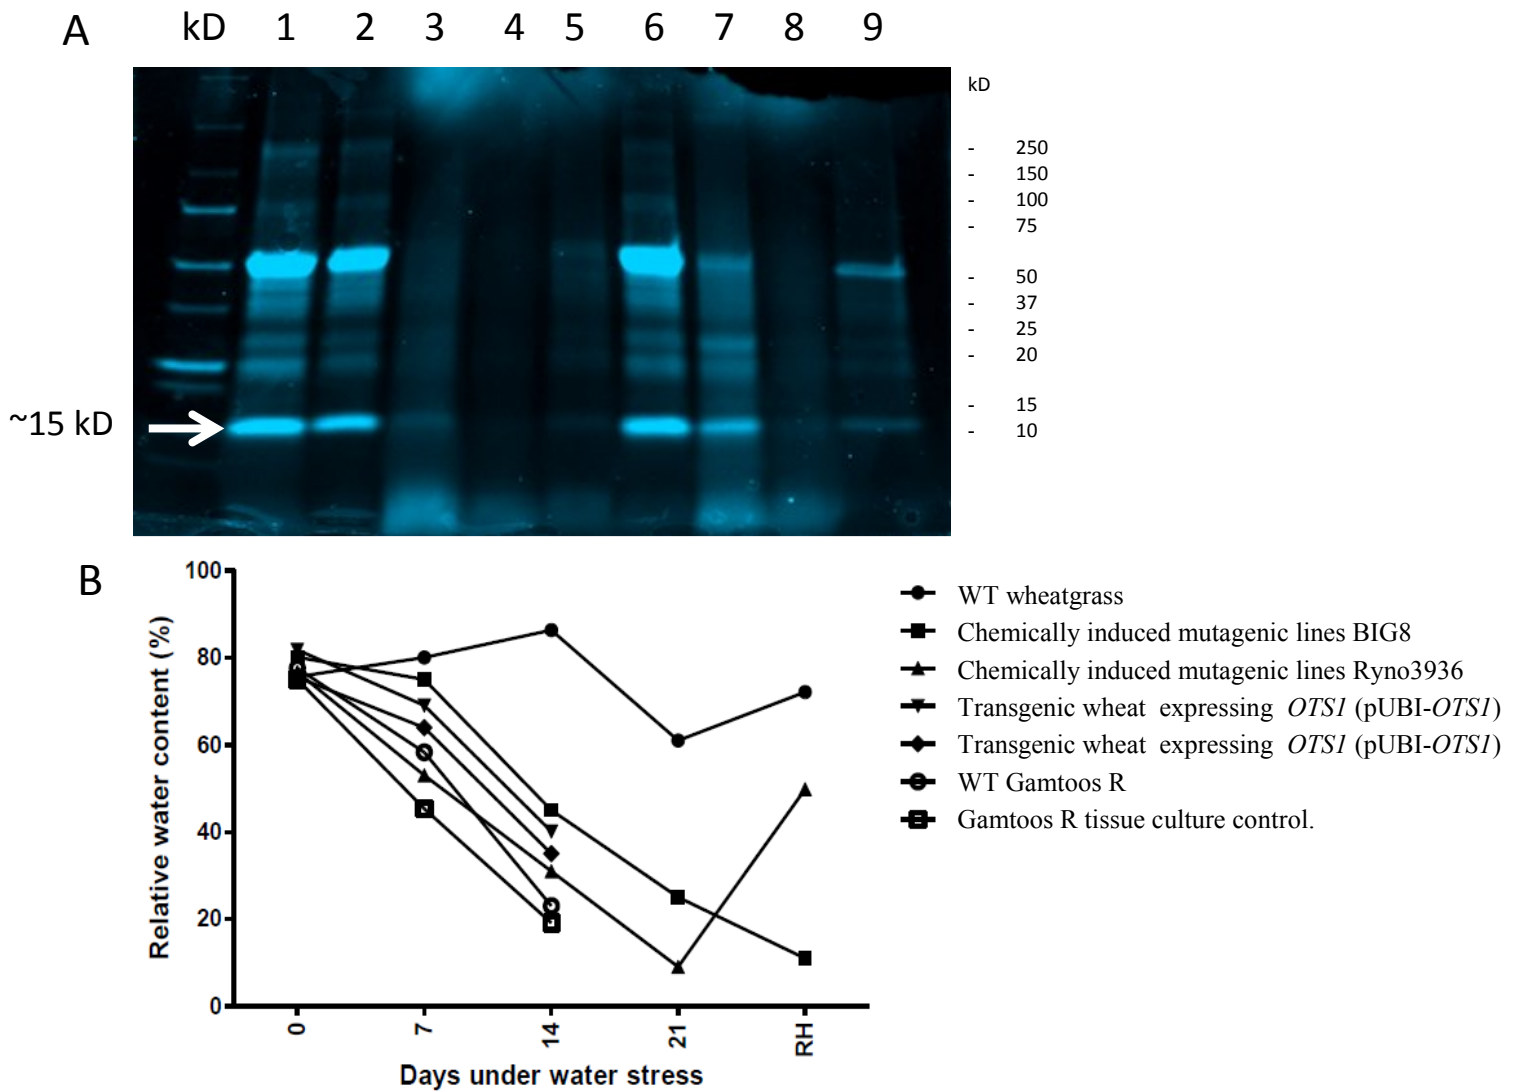 A kD 1 2 3 4 5 6 7 8 9
kD
- 250
- 150
- 100
- 75
- 50
- 37
- 25
- 20
- 15
- 10
~15 kD
B
Relative water content (%)
100
80
60
40
20
0
0 7 14 21 RH
Days under water stress
WT wheatgrass
Chemically induced mutagenic lines BIG8
Chemically induced mutagenic lines Ryno3936
Transgenic wheat expressing OTS1 (pUBI-OTS1)
Transgenic wheat expressing OTS1 (pUBI-OTS1)
WT Gamtoos R
Gamtoos R tissue culture control.